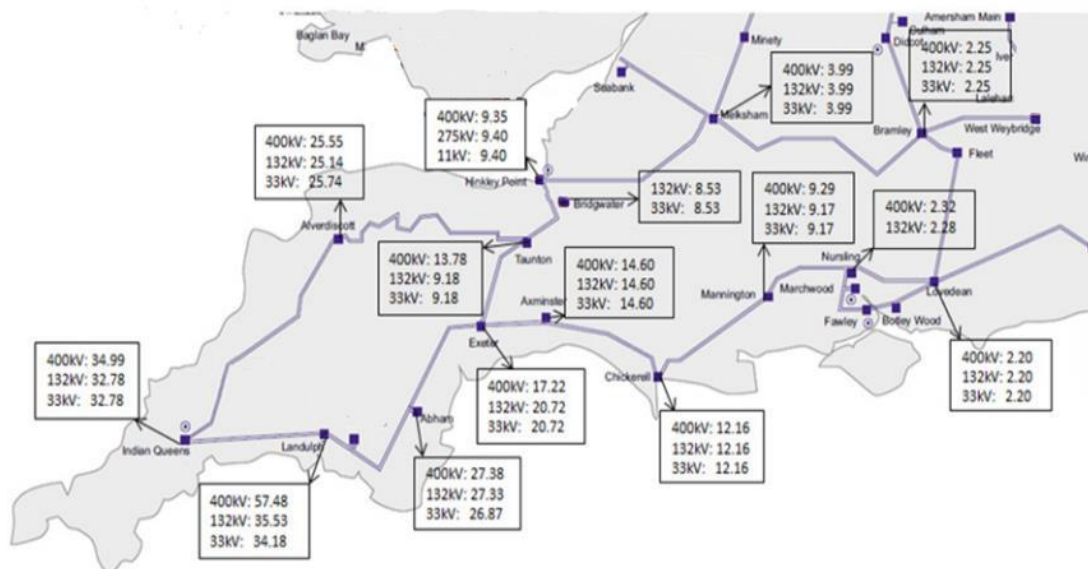 Baglan Bay
M
Minety
Didcot
Amersham Main
Iver
Seabank
400kV: 3.99
132kV: 3.99
33kV: 3.99
Melksham
400kV: 2.25
132kV: 2.25
33kV: 2.25
Laleham
Bramley
West Weybridge
Fleet
400kV: 9.35
275kV: 9.40
11kV: 9.40
Hinkley Point
400kV: 25.55
132kV: 25.14
33kV: 25.74
Alverdiscott
132kV: 8.53
33kV: 8.53
Bridgwater
400kV: 9.29
132kV: 9.17
33kV: 9.17
400kV: 2.32
132kV: 2.28
Nursling
400kV: 13.78
132kV: 9.18
33kV: 9.18
Taunton
400kV: 14.60
132kV: 14.60
33kV: 14.60
Axminster
Mannington
Marchwood
Lovedean
Fawley
Botley Wood
Exeter
400kV: 34.99
132kV: 32.78
33kV: 32.78
400kV: 17.22
132kV: 20.72
33kV: 20.72
Chickerell
400kV: 2.20
132kV: 2.20
33kV: 2.20
Abham
Indian Queens
Landulph
400kV: 12.16
132kV: 12.16
33kV: 12.16
400kV: 57.48
132kV: 35.53
33kV: 34.18
400kV: 27.38
132kV: 27.33
33kV: 26.87